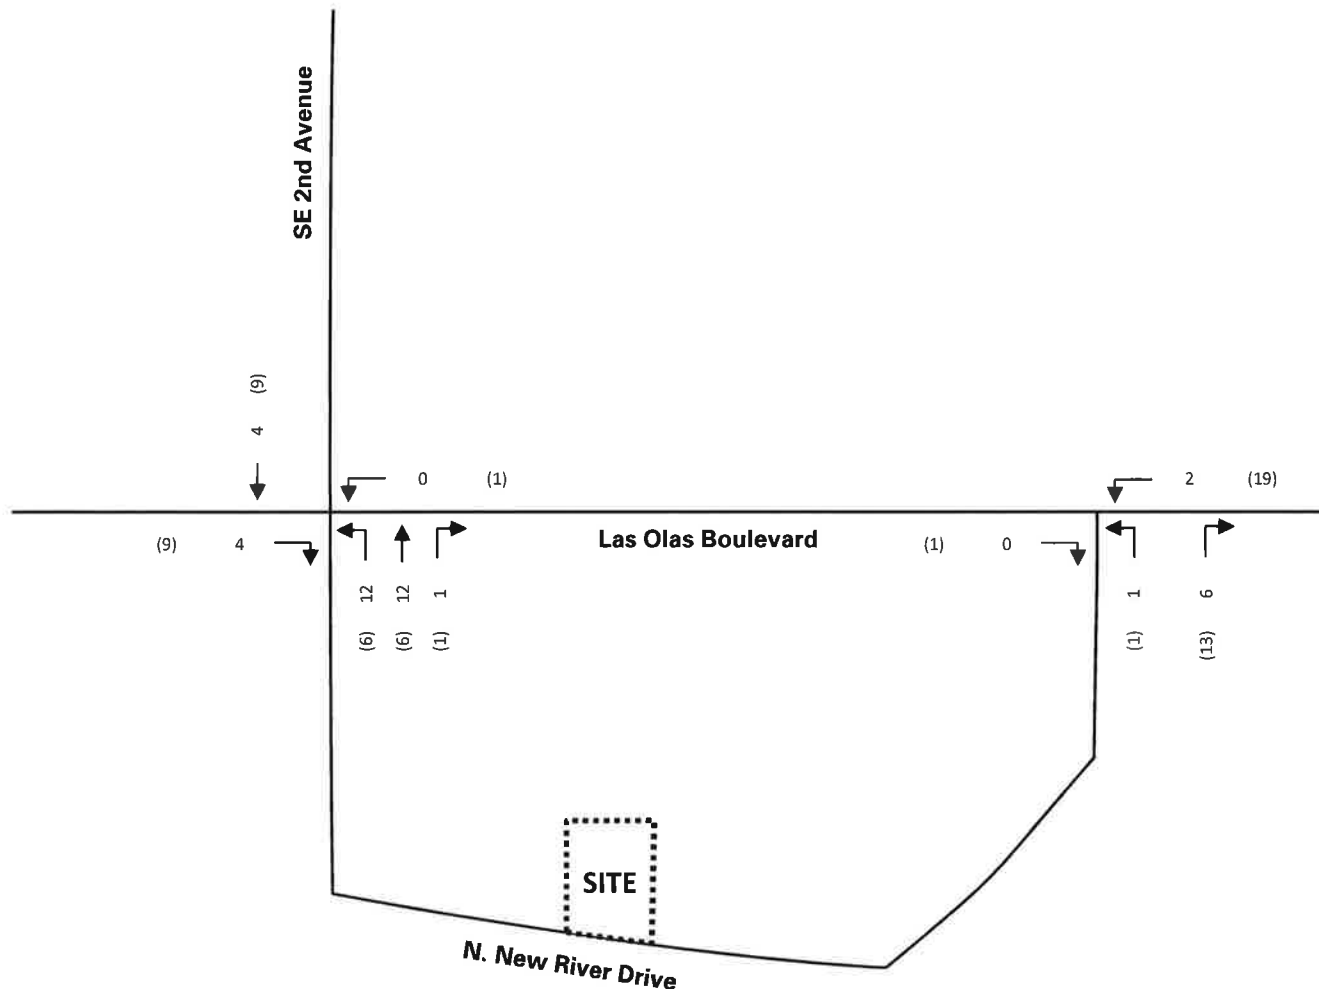 SE 2nd Avenue
(9)
4
0 (1)
2 (19)
(9) 4
Las Olas Boulevard
(1) 0
12 12 1
(6) (6) (1)
1 6
(1) (13)
SITE
N. New River Drive